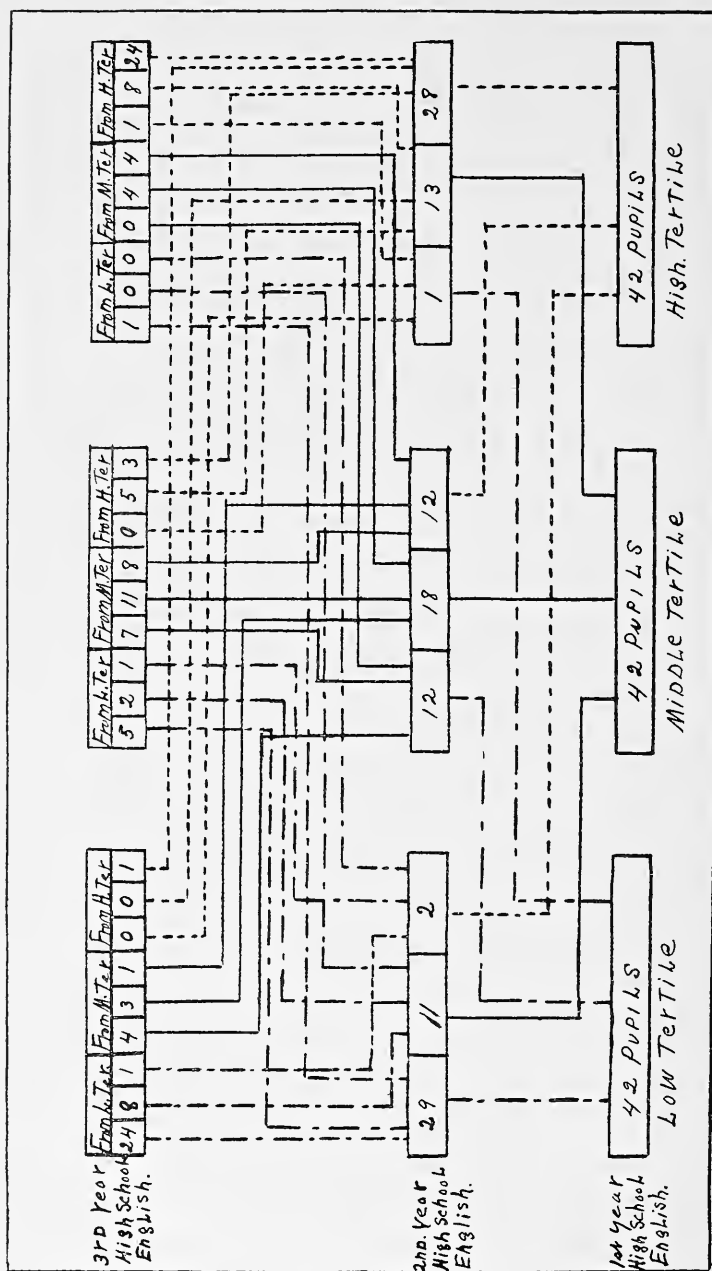 3rd Year
High School
English.
From L.Ter. From M.Ter From H.Ter
24 8 1 4 3 1 0 0 1
From L.Ter From M.Ter From H.Ter
5 2 1 7 11 8 0 5 3
From L.Ter From M.Ter From H.Ter
1 0 0 0 4 4 1 8 24
2nd. Year
High School
English.
29 11 2
12 18 12
1 13 28
1st year
High School
English.
42 PUPILS
LOW TERTILE
42 PUPILS
MIDDLE TERTILE
42 PUPILS
High. TERTILE